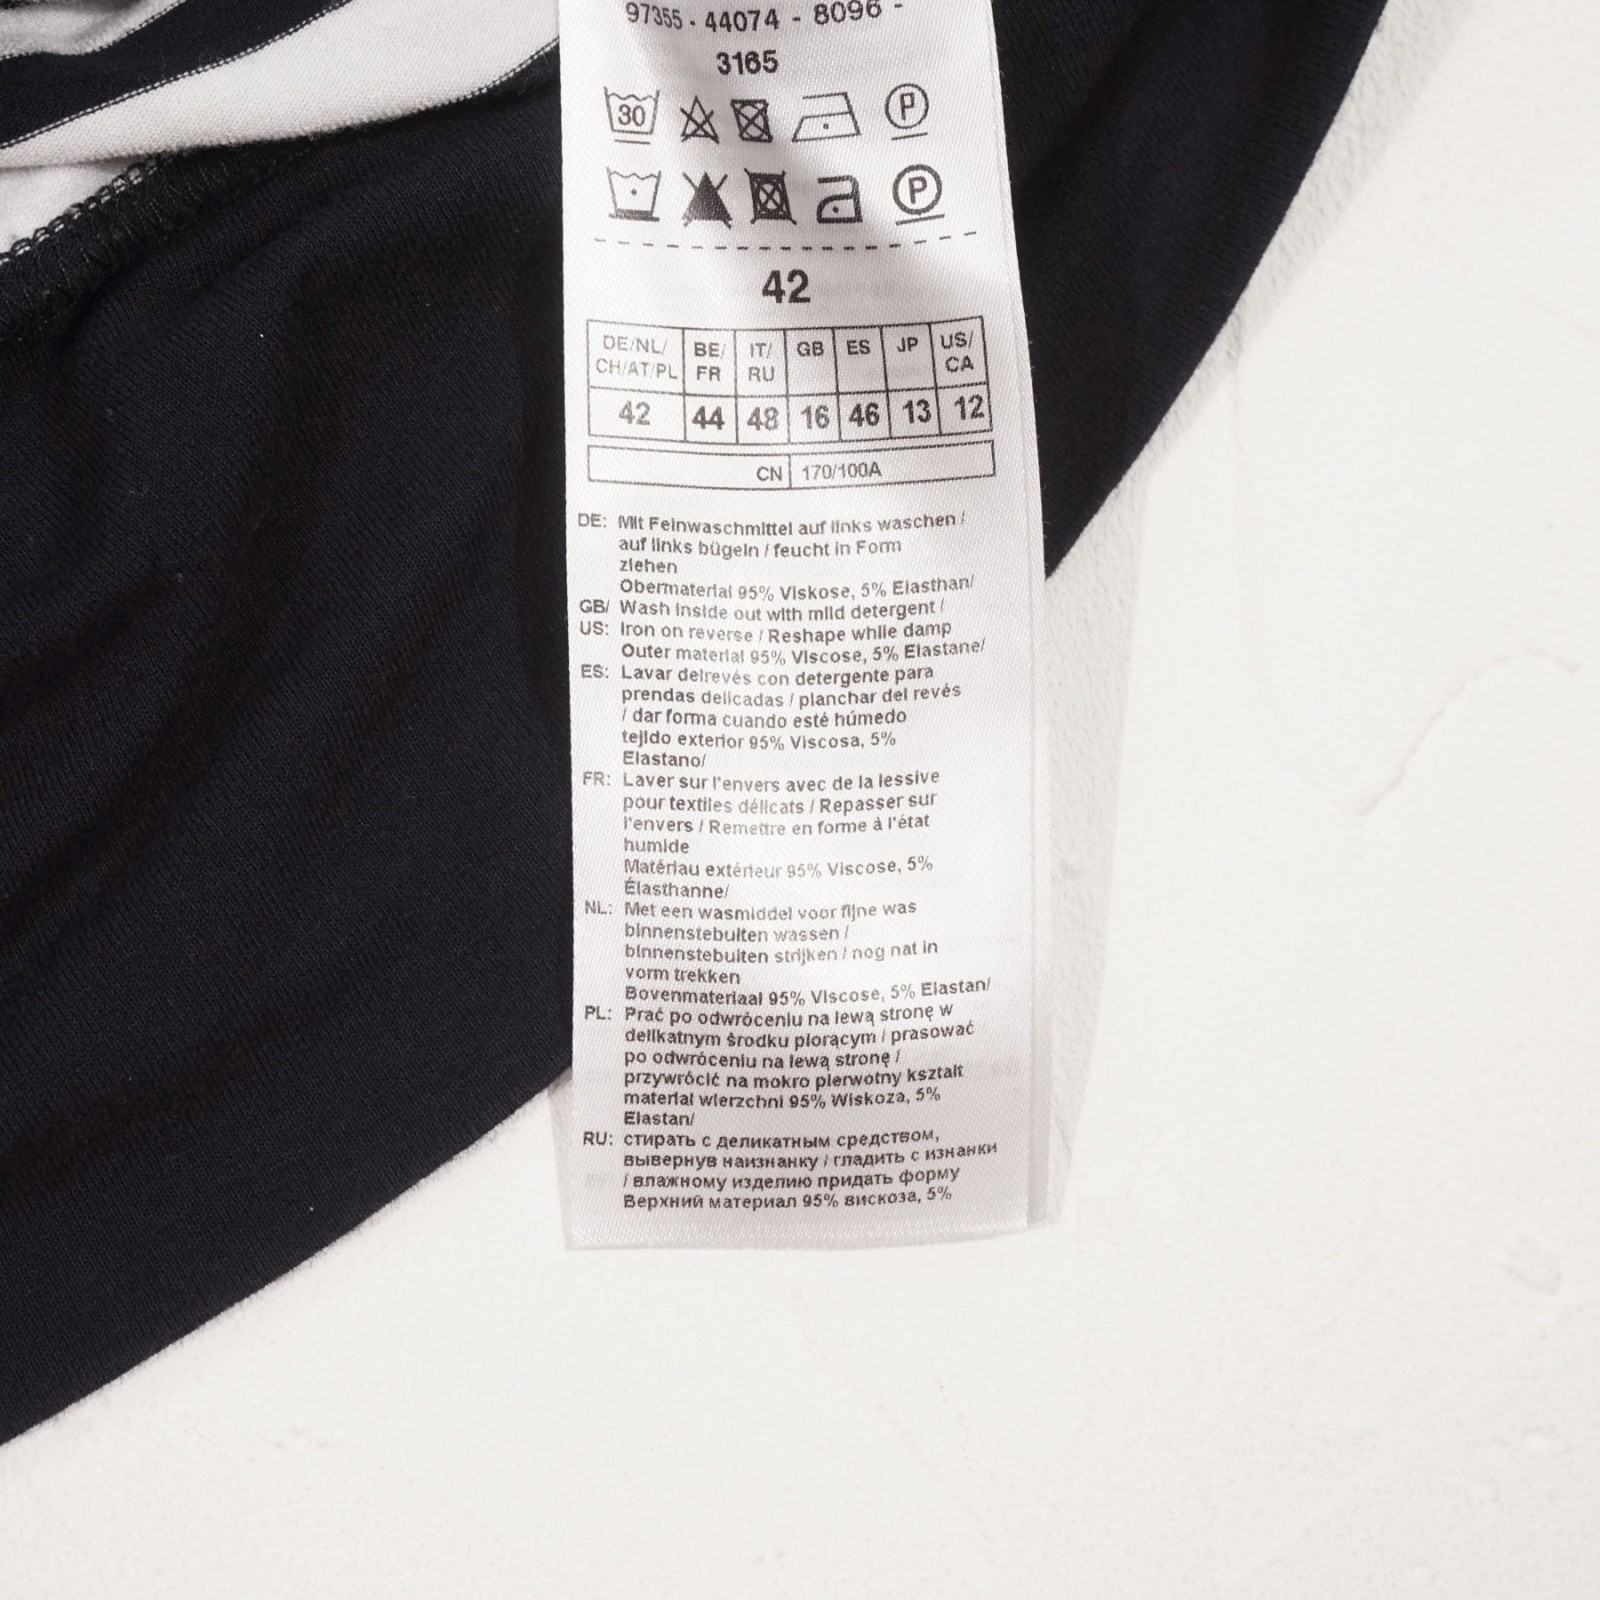 97355 - 44074 - 8096 -
3165
30 P
P
42
DE/NL/ CH/AT/PL BE/ FR IT/ RU GB ES JP US/ CA
42 44 48 16 46 13 12
CN 170/100A
DE: Mit Feinwaschmittel auf links waschen /
auf links bügeln / feucht in Form
ziehen
Obermaterial 95% Viskose, 5% Elasthan/
GB/ Wash inside out with mild detergent /
US: Iron on reverse / Reshape while damp
Outer material 95% Viscose, 5% Elastane/
ES: Lavar delrevés con detergente para
prendas delicadas / planchar del revés
/ dar forma cuando esté húmedo
tejido exterior 95% Viscosa, 5%
Elastano/
FR: Laver sur l'envers avec de la lessive
pour textiles délicats / Repasser sur
l'envers / Remettre en forme à l'état
humide
Matériau extérieur 95% Viscose, 5%
Élasthanne/
NL: Met een wasmiddel voor fijne was
binnenstebuiten wassen /
binnenstebuiten strijken / nog nat in
vorm trekken
Bovenmateriaal 95% Viscose, 5% Elastan/
PL: Prać po odwróceniu na lewą stronę w
delikatnym środku piorącym / prasować
po odwróceniu na lewą stronę /
przywrócić na mokro pierwotny kształt
materiał wierzchni 95% Wiskoza, 5%
Elastan/
RU: стирать с деликатным средством,
вывернув наизнанку / гладить с изнанки
/ влажному изделию придать форму
Верхний материал 95% вискоза, 5%